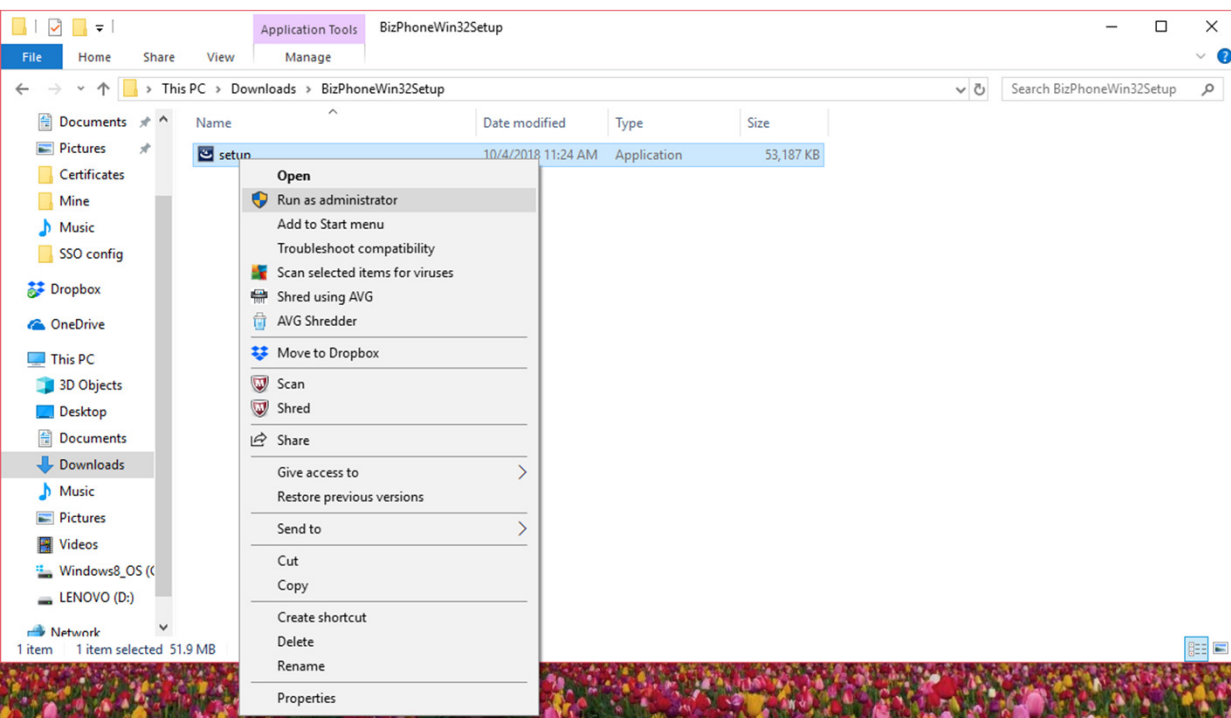 Application Tools
BizPhoneWin32Setup
File
Home
Share
View
Manage
This PC
Downloads
BizPhoneWin32Setup
Search BizPhoneWin32Setup
Documents
Pictures
Certificates
Mine
Music
SSO config
Dropbox
OneDrive
This PC
3D Objects
Desktop
Documents
Downloads
Music
Pictures
Videos
Windows8_OS (C
LENOVO (D:)
Network
Name
Date modified
Type
Size
setup
10/4/2018 11:24 AM
Application
53,187 KB
Open
Run as administrator
Add to Start menu
Troubleshoot compatibility
Scan selected items for viruses
Shred using AVG
AVG Shredder
Move to Dropbox
Scan
Shred
Share
Give access to
Restore previous versions
Send to
Cut
Copy
Create shortcut
Delete
Rename
Properties
1 item
1 item selected 51.9 MB